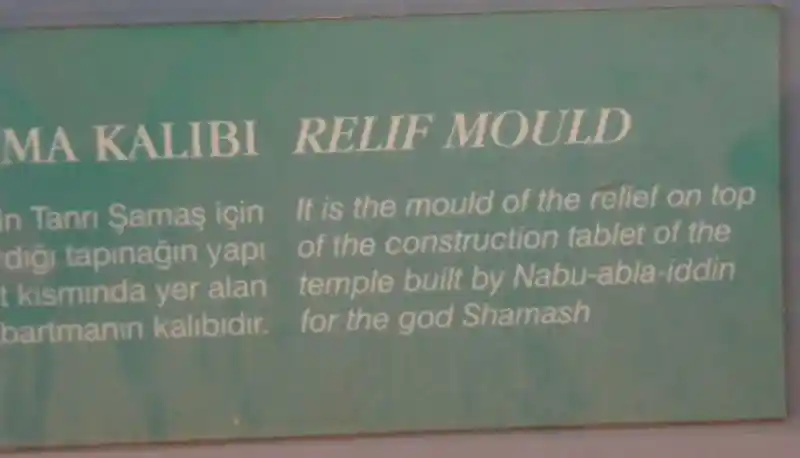 MA KALIBI
in Tanrı Şamaş için
rdığı tapınağın yapı
t kısmında yer alan
bartmanın kalıbıdır.
RELIF MOULD
It is the mould of the relief on top
of the construction tablet of the
temple built by Nabu-abla-iddin
for the god Shamash